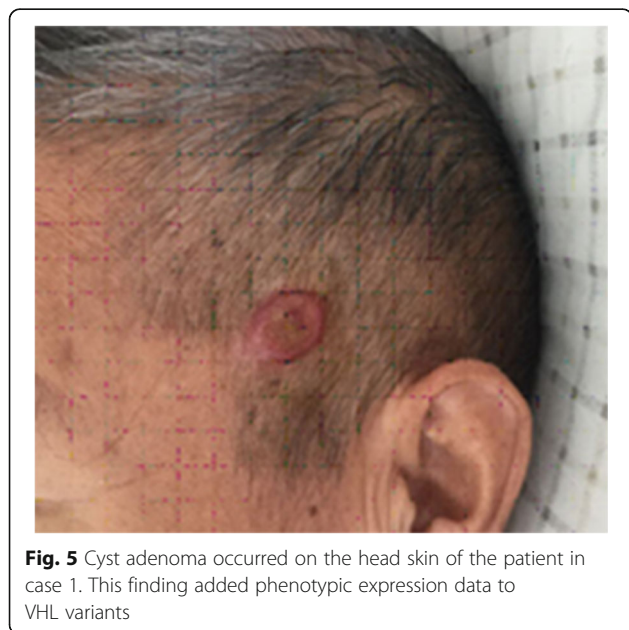 Fig. 5 Cyst adenoma occurred on the head skin of the patient in
case 1. This finding added phenotypic expression data to
VHL variants